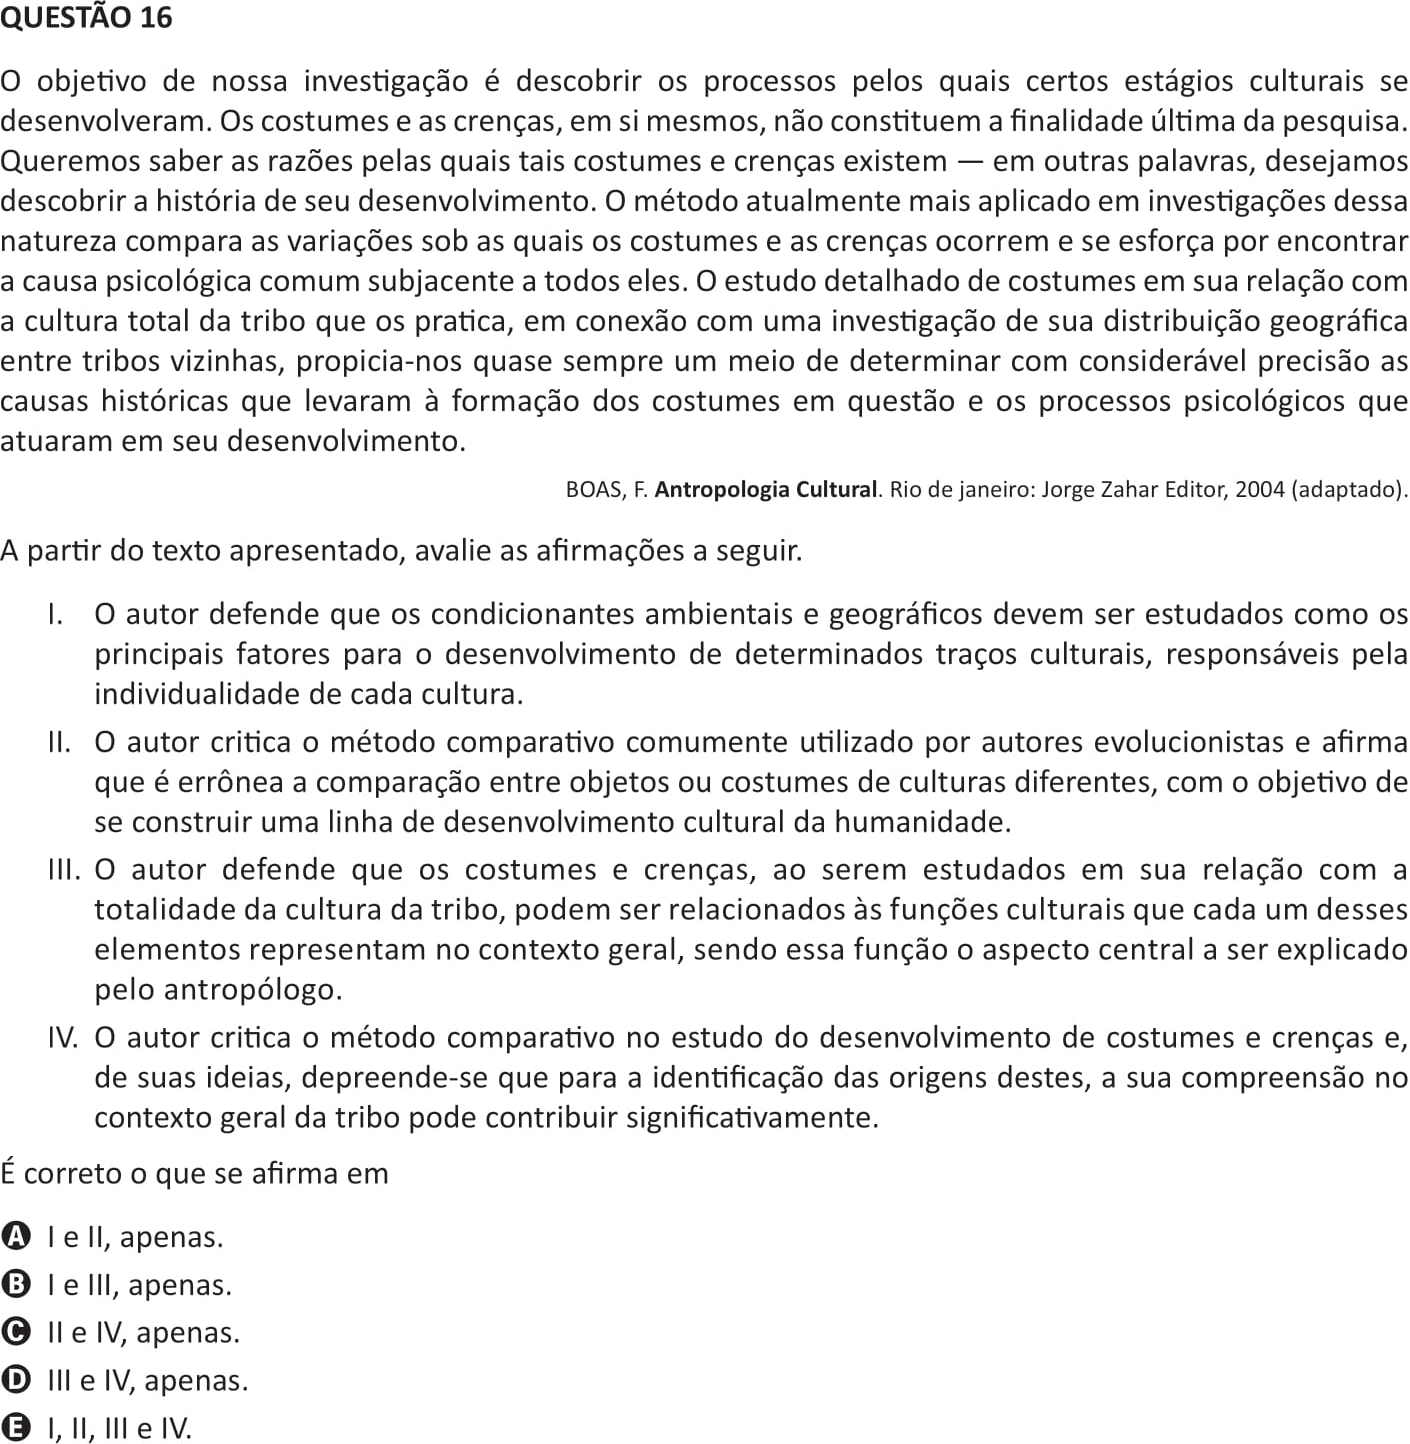 QUESTÃO 16
O objetivo de nossa investigação é descobrir os processos pelos quais certos estágios culturais se
desenvolveram. Os costumes e as crenças, em si mesmos, não constituem a finalidade última da pesquisa.
Queremos saber as razões pelas quais tais costumes e crenças existem — em outras palavras, desejamos
descobrir a história de seu desenvolvimento. O método atualmente mais aplicado em investigações dessa
natureza compara as variações sob as quais os costumes e as crenças ocorrem e se esforça por encontrar
a causa psicológica comum subjacente a todos eles. O estudo detalhado de costumes em sua relação com
a cultura total da tribo que os pratica, em conexão com uma investigação de sua distribuição geográfica
entre tribos vizinhas, propicia-nos quase sempre um meio de determinar com considerável precisão as
causas históricas que levaram à formação dos costumes em questão e os processos psicológicos que
atuaram em seu desenvolvimento.
BOAS, F. Antropologia Cultural. Rio de janeiro: Jorge Zahar Editor, 2004 (adaptado).
A partir do texto apresentado, avalie as afirmações a seguir.
I. O autor defende que os condicionantes ambientais e geográficos devem ser estudados como os
principais fatores para o desenvolvimento de determinados traços culturais, responsáveis pela
individualidade de cada cultura.
II. O autor critica o método comparativo comumente utilizado por autores evolucionistas e afirma
que é errônea a comparação entre objetos ou costumes de culturas diferentes, com o objetivo de
se construir uma linha de desenvolvimento cultural da humanidade.
III. O autor defende que os costumes e crenças, ao serem estudados em sua relação com a
totalidade da cultura da tribo, podem ser relacionados às funções culturais que cada um desses
elementos representam no contexto geral, sendo essa função o aspecto central a ser explicado
pelo antropólogo.
IV. O autor critica o método comparativo no estudo do desenvolvimento de costumes e crenças e,
de suas ideias, depreende-se que para a identificação das origens destes, a sua compreensão no
contexto geral da tribo pode contribuir significativamente.
É correto o que se afirma em
A I e II, apenas.
B I e III, apenas.
C II e IV, apenas.
D III e IV, apenas.
E I, II, III e IV.